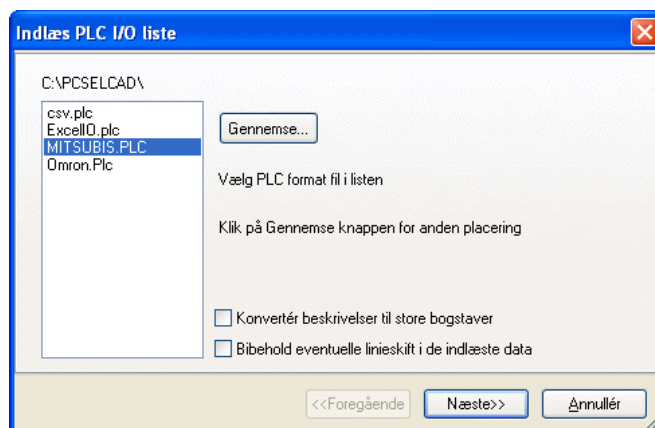 Indlæs PLC I/O liste
C:\PCSELCAD\
csv.plc
ExcelIO.plc
MITSUBIS.PLC
Omron.Plc
Gennemse...
Vælg PLC format fil i listen
Klik på Gennemse knappen for anden placering
Konvertér beskrivelser til store bogstaver
Bibehold eventuelle linieskift i de indlæste data
<<Foregående
Næste>>
Annullér